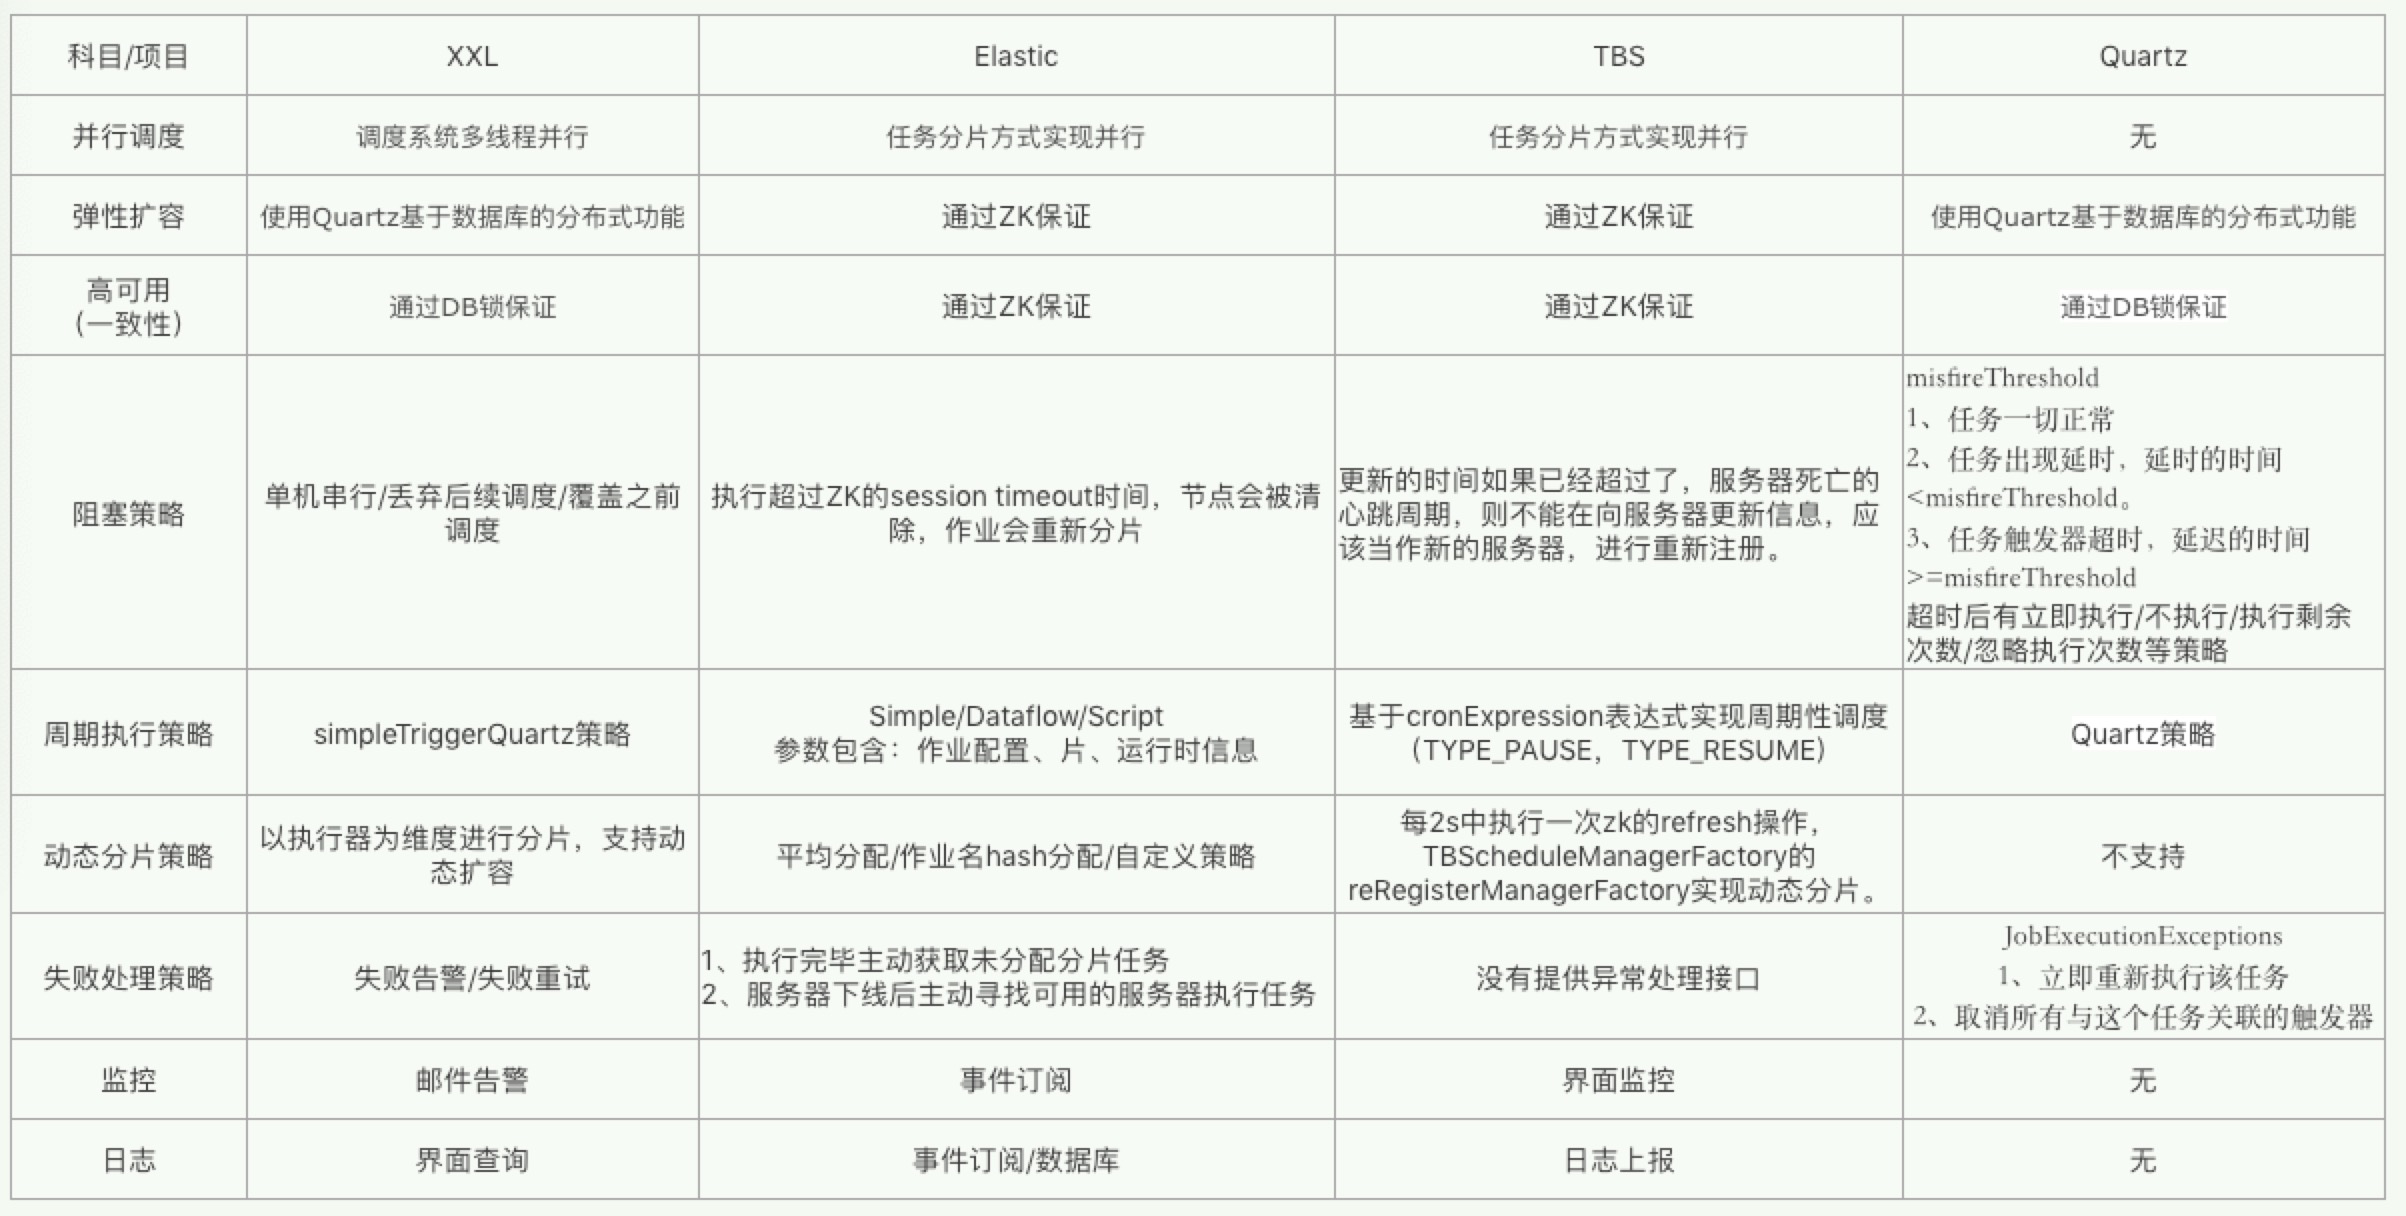 科目/项目
XXL
Elastic
TBS
Quartz
并行调度
调度系统多线程并行
任务分片方式实现并行
任务分片方式实现并行
无
弹性扩容
使用Quartz基于数据库的分布式功能
通过ZK保证
通过ZK保证
使用Quartz基于数据库的分布式功能
高可用
（一致性）
通过DB锁保证
通过ZK保证
通过ZK保证
通过DB锁保证
阻塞策略
单机串行/丢弃后续调度/覆盖之前
调度
执行超过ZK的session timeout时间，节点会被清
除，作业会重新分片
更新的时间如果已经超过了，服务器死亡的
心跳周期，则不能在向服务器更新信息，应
该当作新的服务器，进行重新注册。
misfireThreshold
1、任务一切正常
2、任务出现延时，延时的时间
<misfireThreshold。
3、任务触发器超时，延迟的时间
>=misfireThreshold
超时后有立即执行/不执行/执行剩余
次数/忽略执行次数等策略
周期执行策略
simpleTriggerQuartz策略
Simple/Dataflow/Script
参数包含：作业配置、片、运行时信息
基于cronExpression表达式实现周期性调度
（TYPE_PAUSE，TYPE_RESUME）
Quartz策略
动态分片策略
以执行器为维度进行分片，支持动
态扩容
平均分配/作业名hash分配/自定义策略
每2s中执行一次zk的refresh操作，
TBScheduleManagerFactory的
reRegisterManagerFactory实现动态分片。
不支持
失败处理策略
失败告警/失败重试
1、执行完毕主动获取未分配分片任务
2、服务器下线后主动寻找可用的服务器执行任务
没有提供异常处理接口
JobExecutionExceptions
1、立即重新执行该任务
2、取消所有与这个任务关联的触发器
监控
邮件告警
事件订阅
界面监控
无
日志
界面查询
事件订阅/数据库
日志上报
无